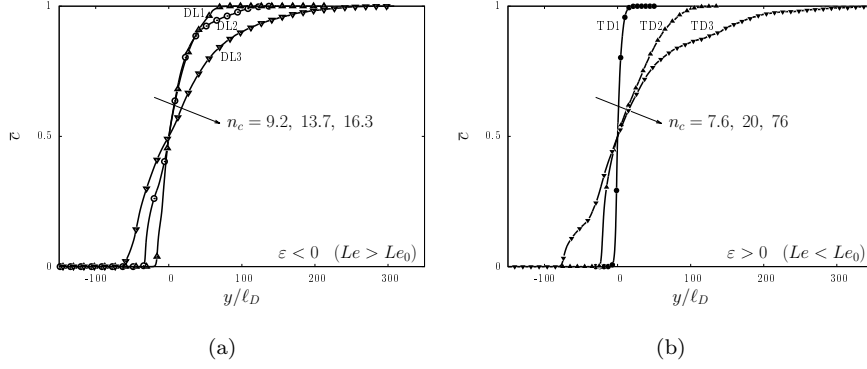 1
0.5
0
c̅
DL1
DL2
DL3
n_c = 9.2, 13.7, 16.3
ε < 0 (Le > Le_0)
-100 0 100 200 300
y/ℓ_D
(a)
1
0.5
0
c̅
TD1 TD2 TD3
n_c = 7.6, 20, 76
ε > 0 (Le < Le_0)
-100 0 100 200 300
y/ℓ_D
(b)